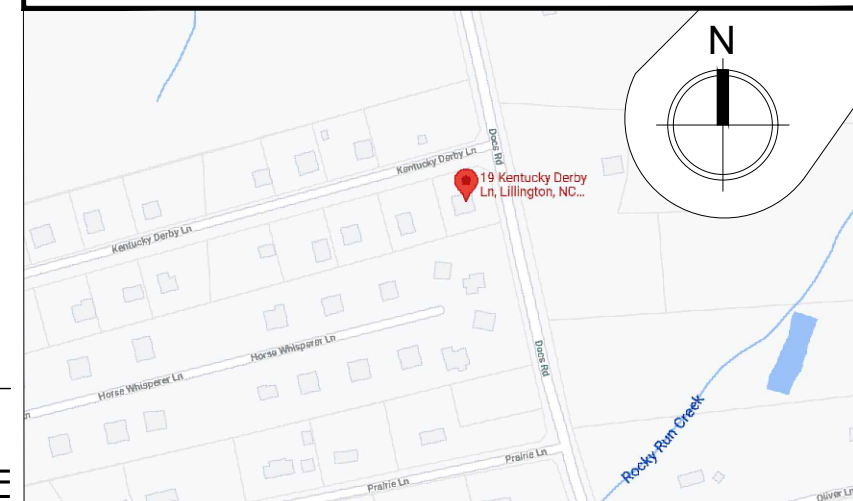 N
Docs Rd
Kentucky Derby Ln
19 Kentucky Derby
Ln, Lillington, NC...
Kentucky Derby Ln
Horse Whisperer Ln
Docs Rd
Horse Whisperer Ln
Rocky Run Creek
Prairie Ln
Prairie Ln
Oliver Ln